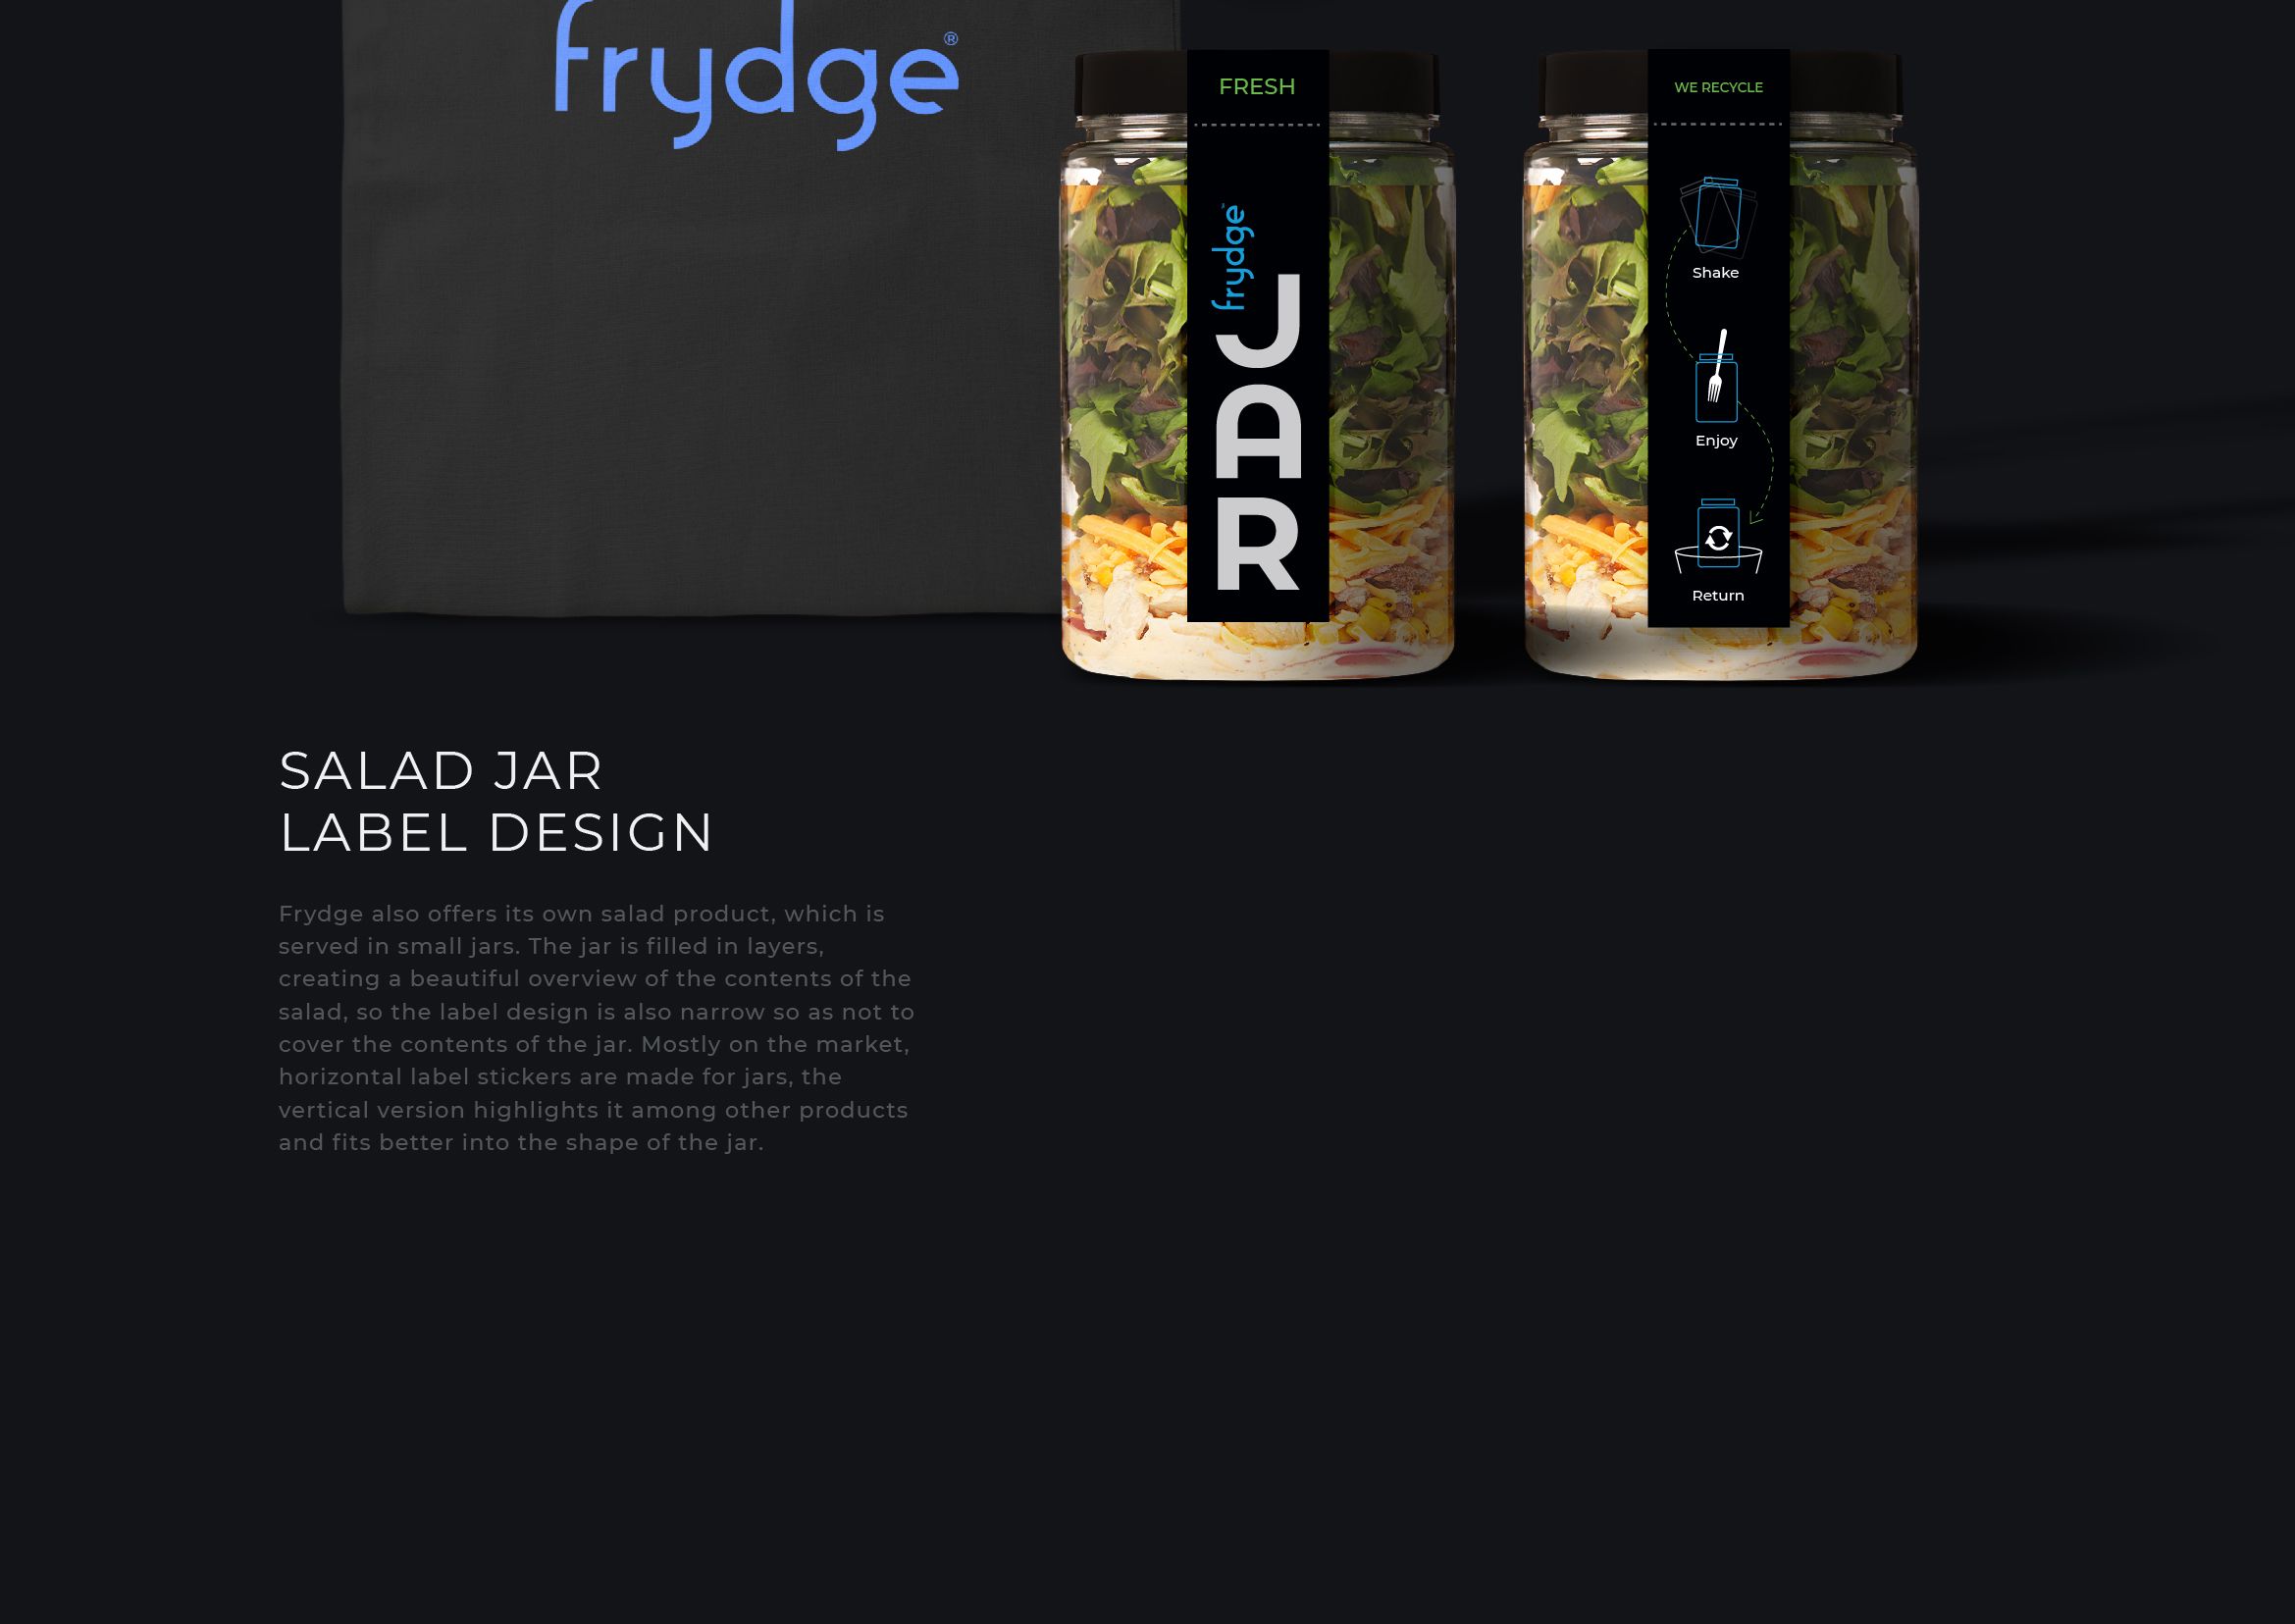 frydge®
FRESH
frydge™
JAR
WE RECYCLE
Shake
Enjoy
Return
SALAD JAR
LABEL DESIGN
Frydge also offers its own salad product, which is
served in small jars. The jar is filled in layers,
creating a beautiful overview of the contents of the
salad, so the label design is also narrow so as not to
cover the contents of the jar. Mostly on the market,
horizontal label stickers are made for jars, the
vertical version highlights it among other products
and fits better into the shape of the jar.